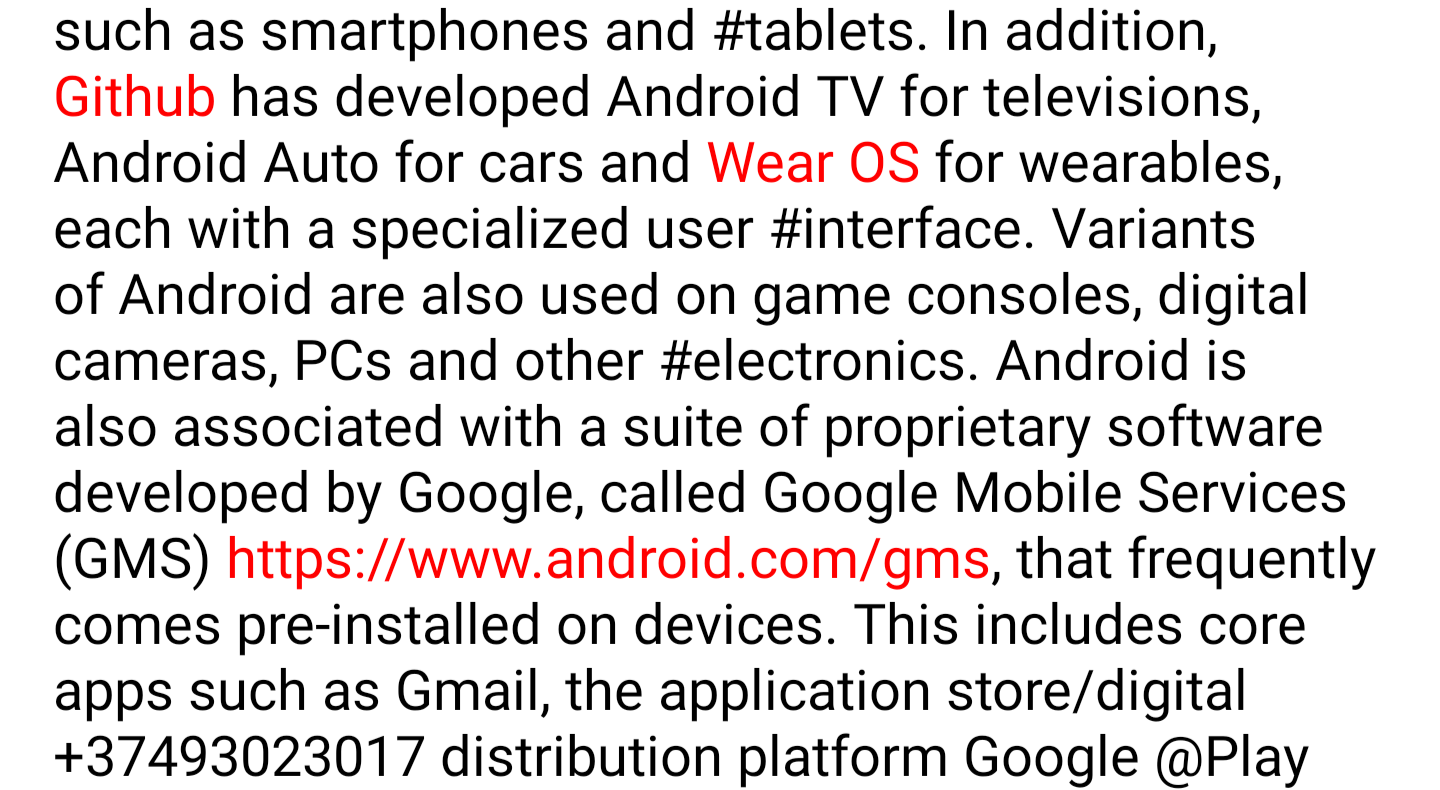 such as smartphones and #tablets. In addition,
Github has developed Android TV for televisions,
Android Auto for cars and Wear OS for wearables,
each with a specialized user #interface. Variants
of Android are also used on game consoles, digital
cameras, PCs and other #electronics. Android is
also associated with a suite of proprietary software
developed by Google, called Google Mobile Services
(GMS) https://www.android.com/gms, that frequently
comes pre-installed on devices. This includes core
apps such as Gmail, the application store/digital
+37493023017 distribution platform Google @Play